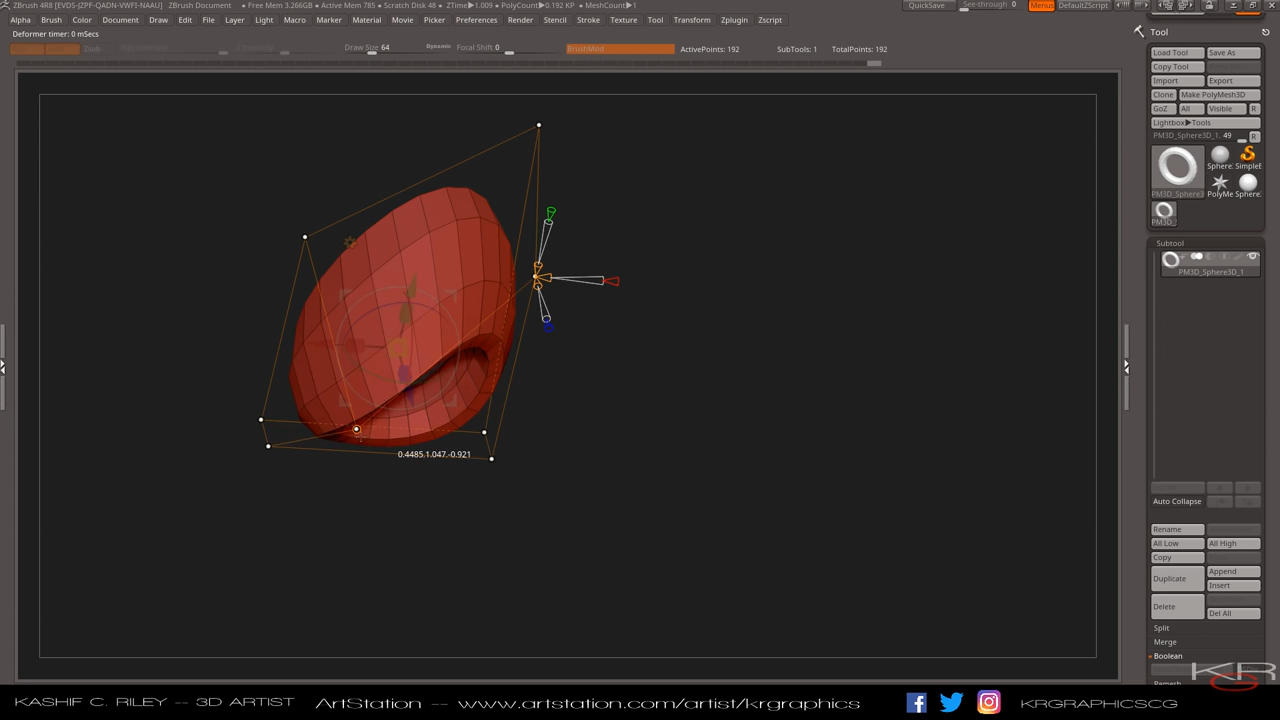 ZBrush 4R8 [EVDS-JZPF-QADN-VWFI-NAAU] ZBrush Document • Free Mem 3.266GB • Active Mem 785 • Scratch Disk 48 • ZTime▶1.009 • PolyCount▶0.192 KP • MeshCount▶1 QuickSave See-through 0 Menus DefaultZScript
Alpha Brush Color Document Draw Edit File Layer Light Macro Marker Material Movie Picker Preferences Render Stencil Stroke Texture Tool Transform Zplugin Zscript
Deformer timer: 0 mSecs
Draw Size 64 Dynamic Focal Shift 0 BrushMod ActivePoints: 192 SubTools: 1 TotalPoints: 192
0.4485,1.047,-0.921
Tool
Load Tool Save As
Copy Tool
Import Export
Clone Make PolyMesh3D
GoZ All Visible R
Lightbox▶Tools
PM3D_Sphere3D_1. 49 R
Sphere SimpleE
PM3D_Sphere3 PolyMe Sphere
PM3D_
Subtool
PM3D_Sphere3D_1
Auto Collapse
Rename
All Low All High
Copy
Duplicate Append
Insert
Delete
Del All
Split
Merge
Boolean
Remesh
KRG
KASHIF C. RILEY -- 3D ARTIST ArtStation -- www.artstation.com/artist/krgraphics KRGRAPHICSCG